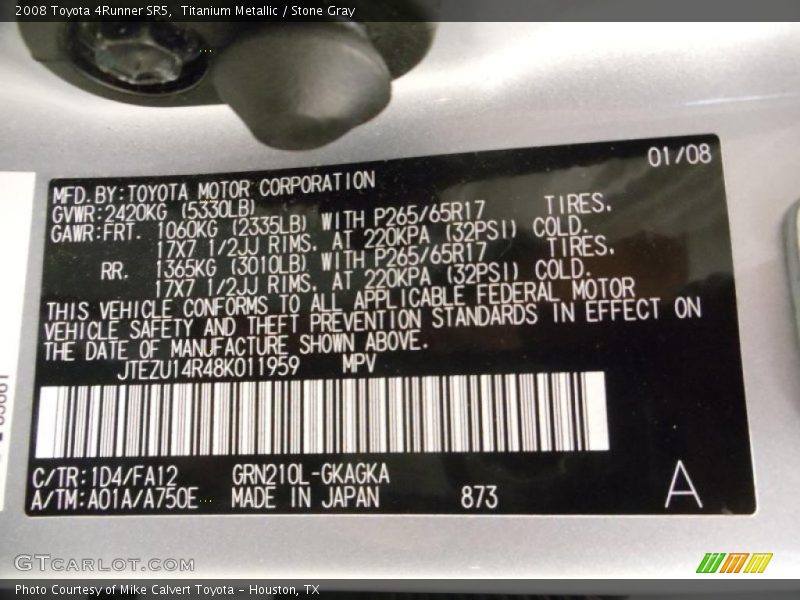 2008 Toyota 4Runner SR5, Titanium Metallic / Stone Gray
01/08
MFD.BY:TOYOTA MOTOR CORPORATION
GVWR:2420KG (5330LB)
GAWR:FRT. 1060KG (2335LB) WITH P265/65R17 TIRES.
17X7 1/2JJ RIMS. AT 220KPA (32PSI) COLD.
RR. 1365KG (3010LB) WITH P265/65R17 TIRES.
17X7 1/2JJ RIMS. AT 220KPA (32PSI) COLD.
THIS VEHICLE CONFORMS TO ALL APPLICABLE FEDERAL MOTOR
VEHICLE SAFETY AND THEFT PREVENTION STANDARDS IN EFFECT ON
THE DATE OF MANUFACTURE SHOWN ABOVE.
JTEZU14R48K011959 MPV
C/TR:1D4/FA12 GRN210L-GKAGKA
A/TM:A01A/A750E MADE IN JAPAN 873 A
GTCARLOT.COM
Photo Courtesy of Mike Calvert Toyota - Houston, TX